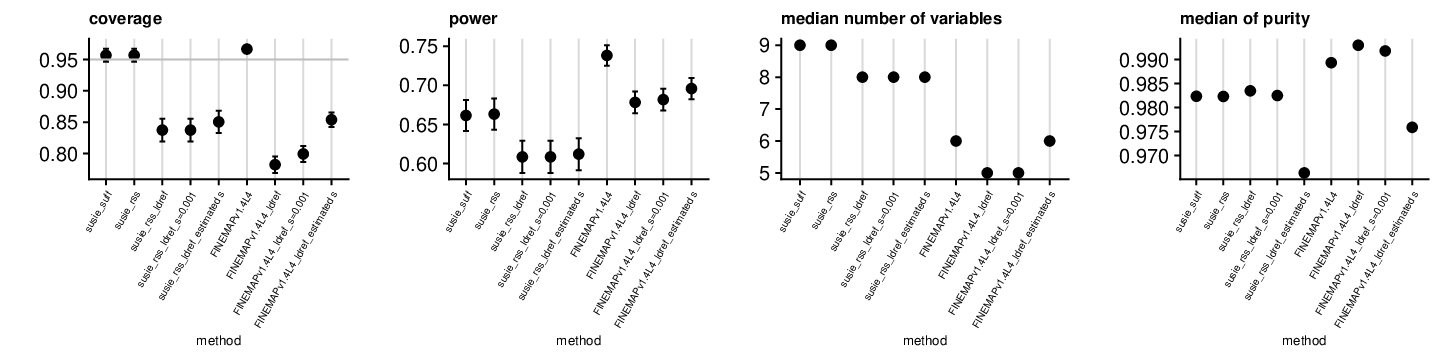 coverage
0.95
0.90
0.85
0.80
susie_suff
susie_rss
susie_rss_ldref
susie_rss_ldref_s=0.001
susie_rss_ldref_estimated s
FINEMAPv1.4L4
FINEMAPv1.4L4_ldref
FINEMAPv1.4L4_ldref_s=0.001
FINEMAPv1.4L4_ldref_estimated s
method
power
0.75
0.70
0.65
0.60
susie_suff
susie_rss
susie_rss_ldref
susie_rss_ldref_s=0.001
susie_rss_ldref_estimated s
FINEMAPv1.4L4
FINEMAPv1.4L4_ldref
FINEMAPv1.4L4_ldref_s=0.001
FINEMAPv1.4L4_ldref_estimated s
method
median number of variables
9
8
7
6
5
susie_suff
susie_rss
susie_rss_ldref
susie_rss_ldref_s=0.001
susie_rss_ldref_estimated s
FINEMAPv1.4L4
FINEMAPv1.4L4_ldref
FINEMAPv1.4L4_ldref_s=0.001
FINEMAPv1.4L4_ldref_estimated s
method
median of purity
0.990
0.985
0.980
0.975
0.970
susie_suff
susie_rss
susie_rss_ldref
susie_rss_ldref_s=0.001
susie_rss_ldref_estimated s
FINEMAPv1.4L4
FINEMAPv1.4L4_ldref
FINEMAPv1.4L4_ldref_s=0.001
FINEMAPv1.4L4_ldref_estimated s
method